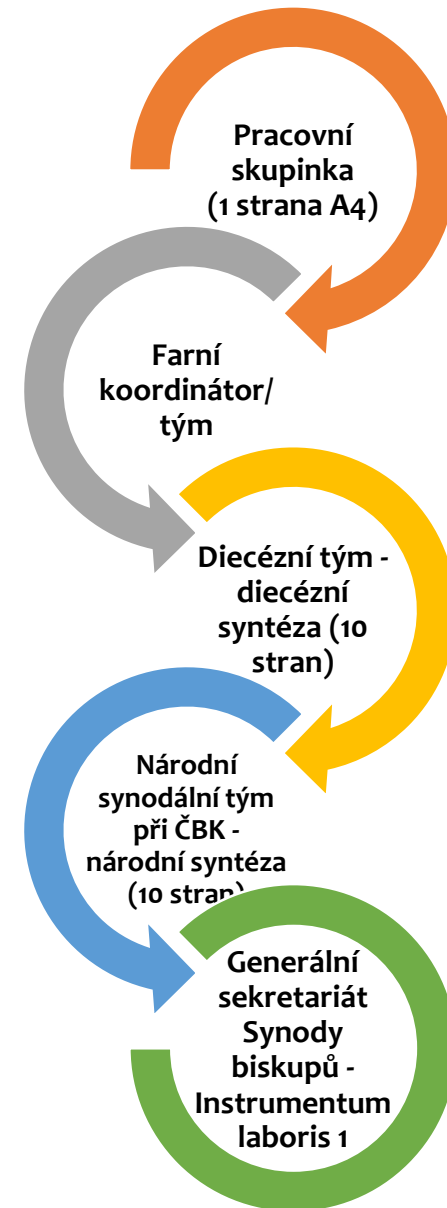 Pracovní
skupinka
(1 strana A4)
Farní
koordinátor/
tým
Diecézní tým -
diecézní
syntéza (10
stran)
Národní
synodální tým
při ČBK -
národní syntéza
(10 stran)
Generální
sekretariát
Synody
biskupů -
Instrumentum
laboris 1